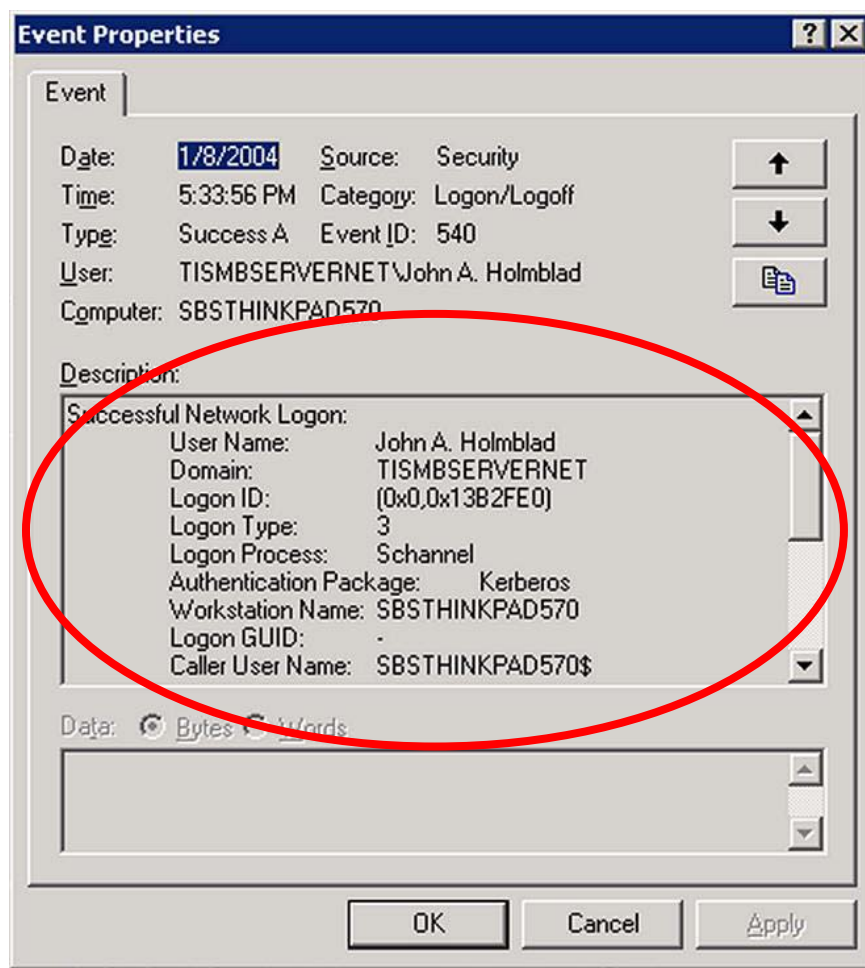 Event Properties
Event
Date: 1/8/2004 Source: Security
Time: 5:33:56 PM Category: Logon/Logoff
Type: Success A Event ID: 540
User: TISMBSERVERNET\John A. Holmblad
Computer: SBSTHINKPAD570
Description:
Successful Network Logon:
User Name: John A. Holmblad
Domain: TISMBSERVERNET
Logon ID: (0x0,0x13B2FE0)
Logon Type: 3
Logon Process: Schannel
Authentication Package: Kerberos
Workstation Name: SBSTHINKPAD570
Logon GUID: -
Caller User Name: SBSTHINKPAD570$
Data: Bytes Words
OK Cancel Apply